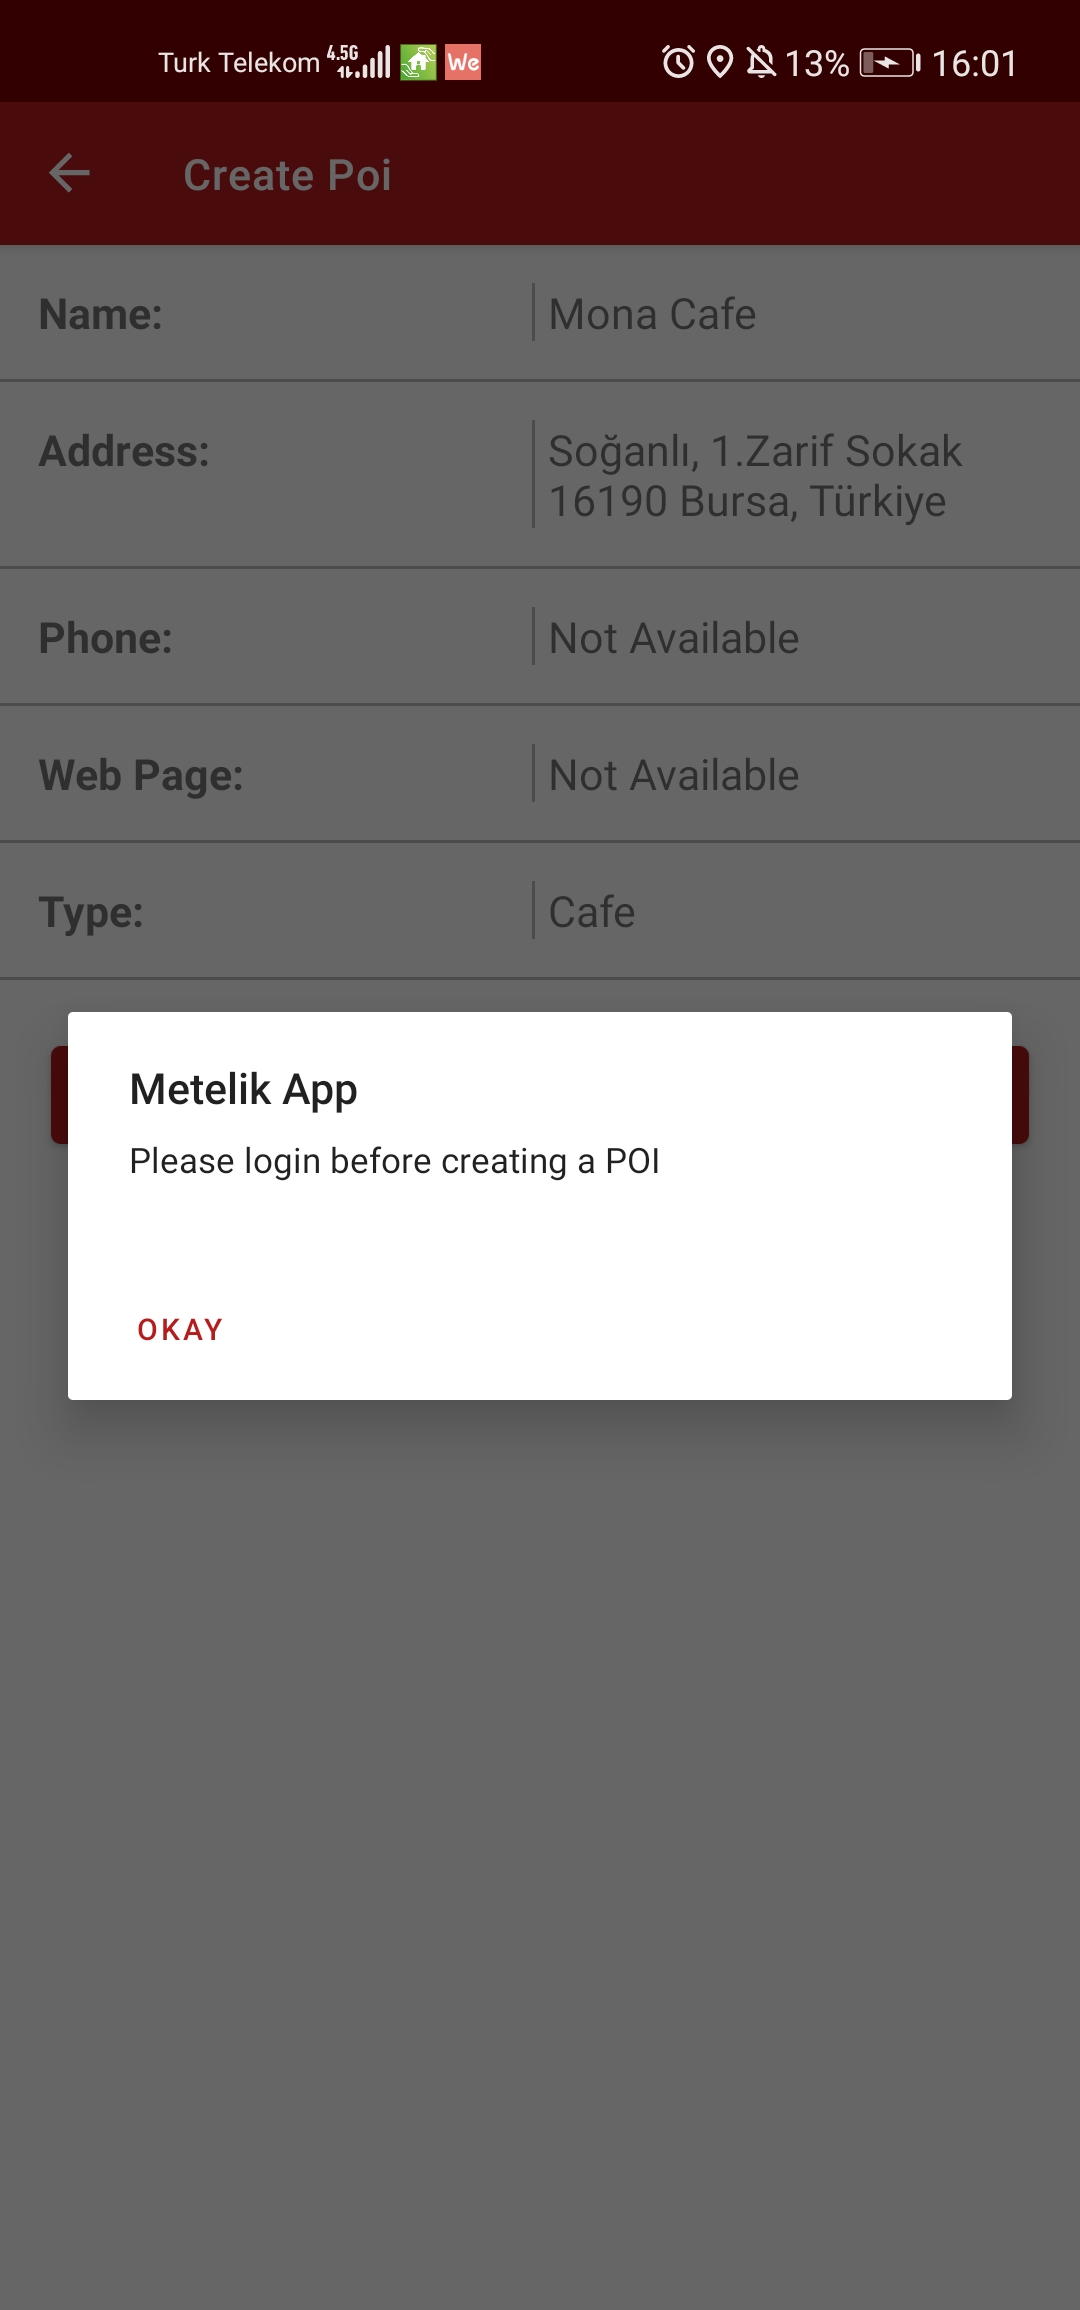 Turk Telekom 4.5G We 13% 16:01
Create Poi
Name: Mona Cafe
Address: Soğanlı, 1.Zarif Sokak
16190 Bursa, Türkiye
Phone: Not Available
Web Page: Not Available
Type: Cafe
Metelik App
Please login before creating a POI
OKAY